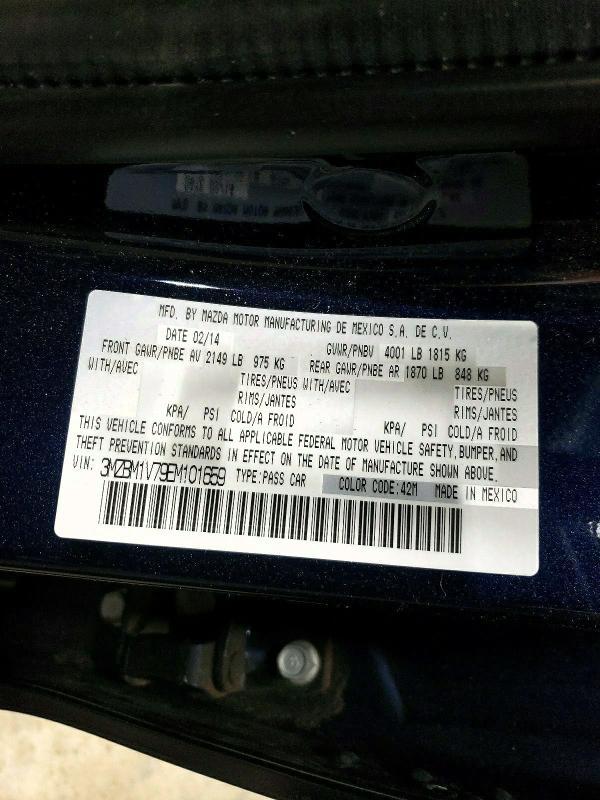 MFD. BY MAZDA MOTOR MANUFACTURING DE MEXICO S.A. DE C.V.
DATE 02/14 GVWR/PNBV 4001 LB 1815 KG
FRONT GAWR/PNBE AV 2149 LB 975 KG REAR GAWR/PNBE AR 1870 LB 848 KG
WITH/AVEC TIRES/PNEUS WITH/AVEC TIRES/PNEUS
RIMS/JANTES RIMS/JANTES
KPA/ PSI COLD/A FROID KPA/ PSI COLD/A FROID
THIS VEHICLE CONFORMS TO ALL APPLICABLE FEDERAL MOTOR VEHICLE SAFETY, BUMPER, AND
THEFT PREVENTION STANDARDS IN EFFECT ON THE DATE OF MANUFACTURE SHOWN ABOVE.
VIN: 3MZBM1V79EM101659 TYPE:PASS CAR COLOR CODE:42M MADE IN MEXICO